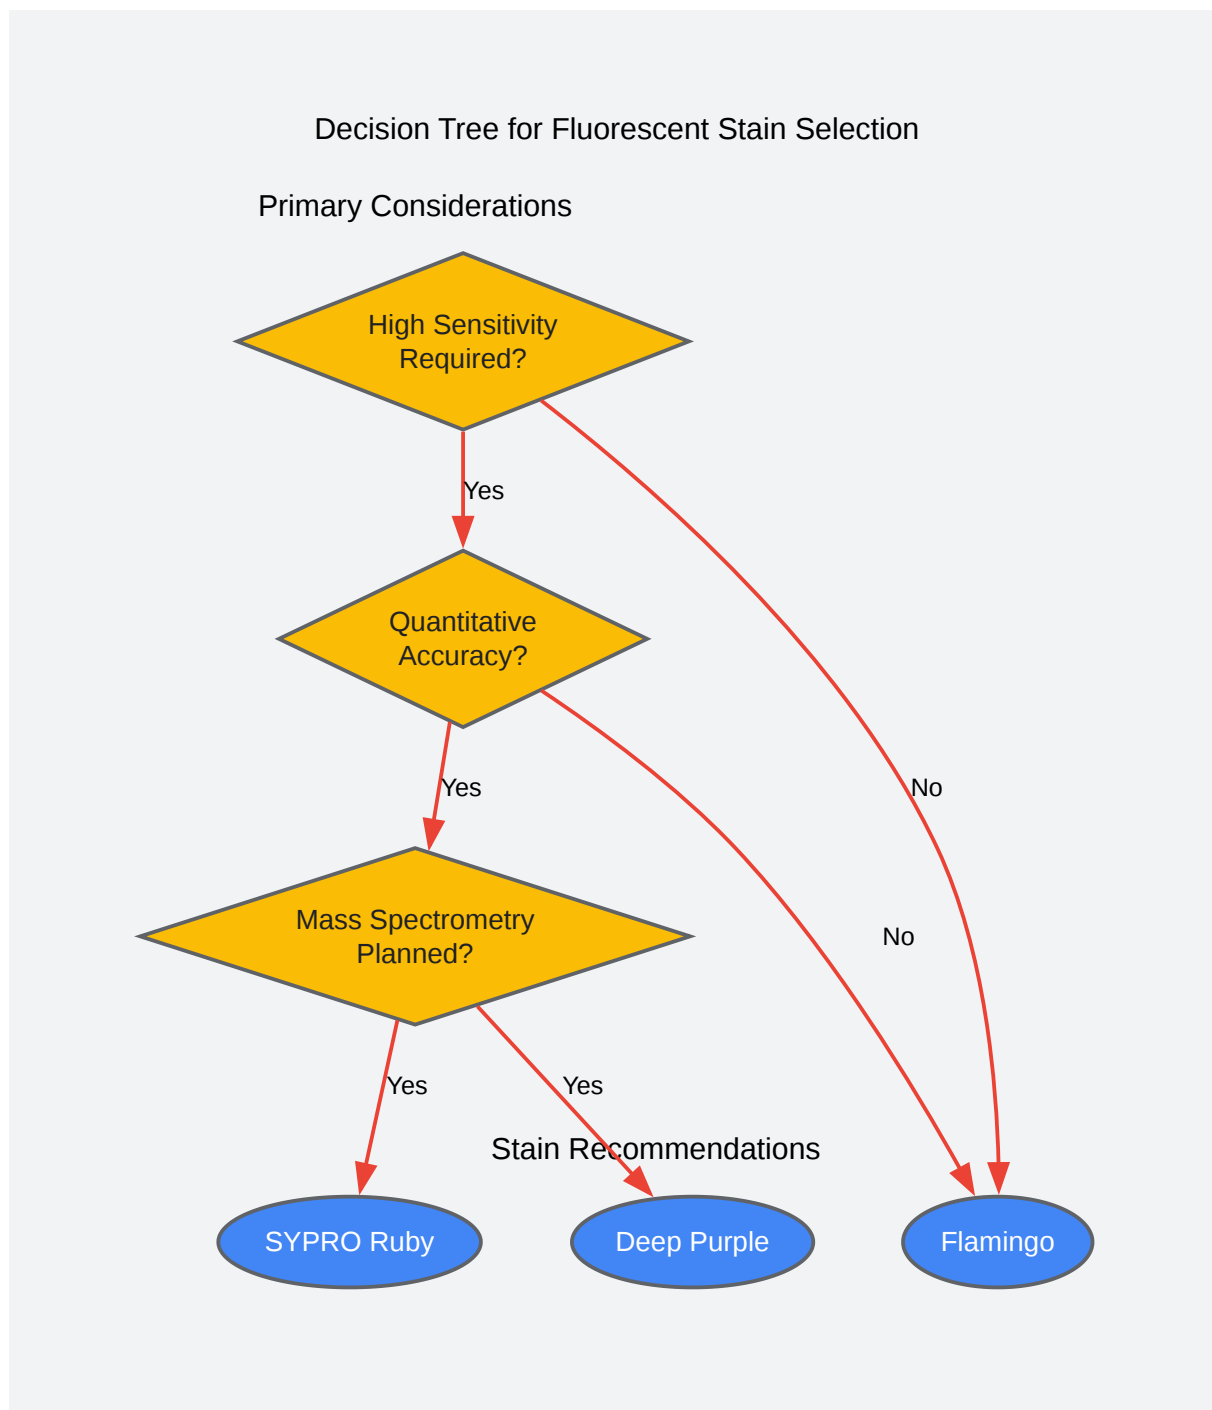 Decision Tree for Fluorescent Stain Selection
Primary Considerations
High Sensitivity
Required?
Yes
Quantitative
Accuracy?
Yes
No
Mass Spectrometry
Planned?
No
Yes
Yes
Stain Recommendations
SYPRO Ruby
Deep Purple
Flamingo